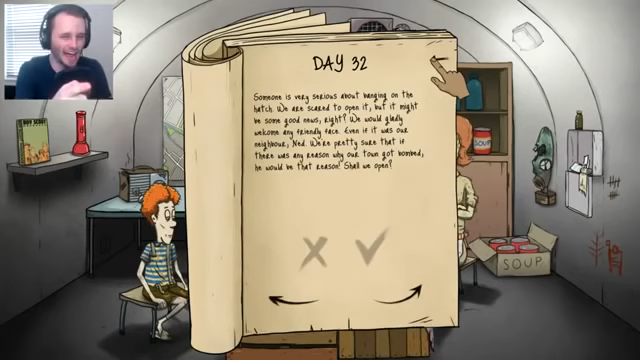 DAY 32
Someone is very serious about banging on the
hatch. We are scared to open it, but it might
be some good news, right? We would gladly
welcome any friendly face. Even if it was our
neighbour, Ned. We're pretty sure that if
there was any reason why our town got bombed,
he would be that reason! Shall we open?
BOY SCOUT
SOUP
SOUP